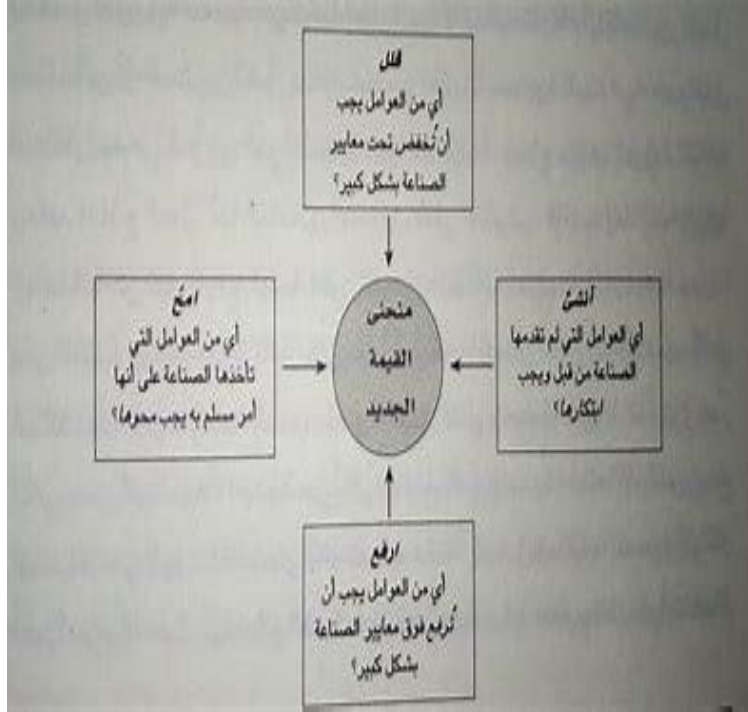 قلل
أي من العوامل يجب
أن تُخفض تحت معايير
الصناعة بشكل كبير؟
أنشئ
أي العوامل التي لم تقدمها
الصناعة من قبل ويجب
ابتكارها؟
منحنى
القيمة
الجديد
امحُ
أي من العوامل التي
تأخذها الصناعة على أنها
أمر مسلم به يجب محوها؟
ارفع
أي من العوامل يجب أن
تُرفع فوق معايير الصناعة
بشكل كبير؟